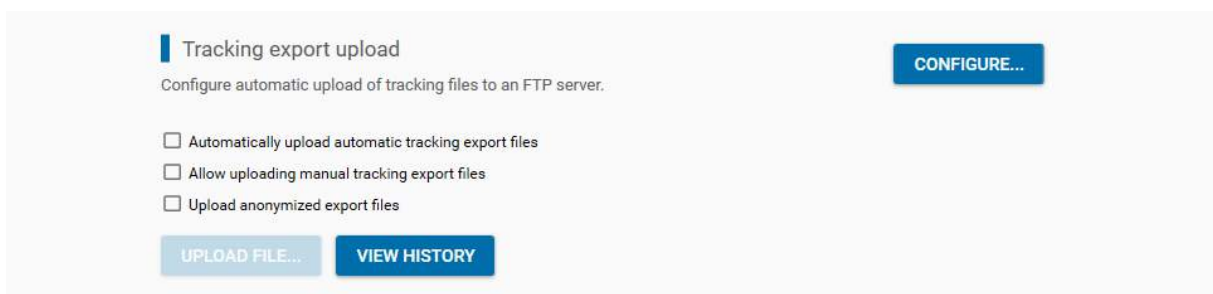 Tracking export upload
CONFIGURE...
Configure automatic upload of tracking files to an FTP server.
Automatically upload automatic tracking export files
Allow uploading manual tracking export files
Upload anonymized export files
UPLOAD FILE...
VIEW HISTORY